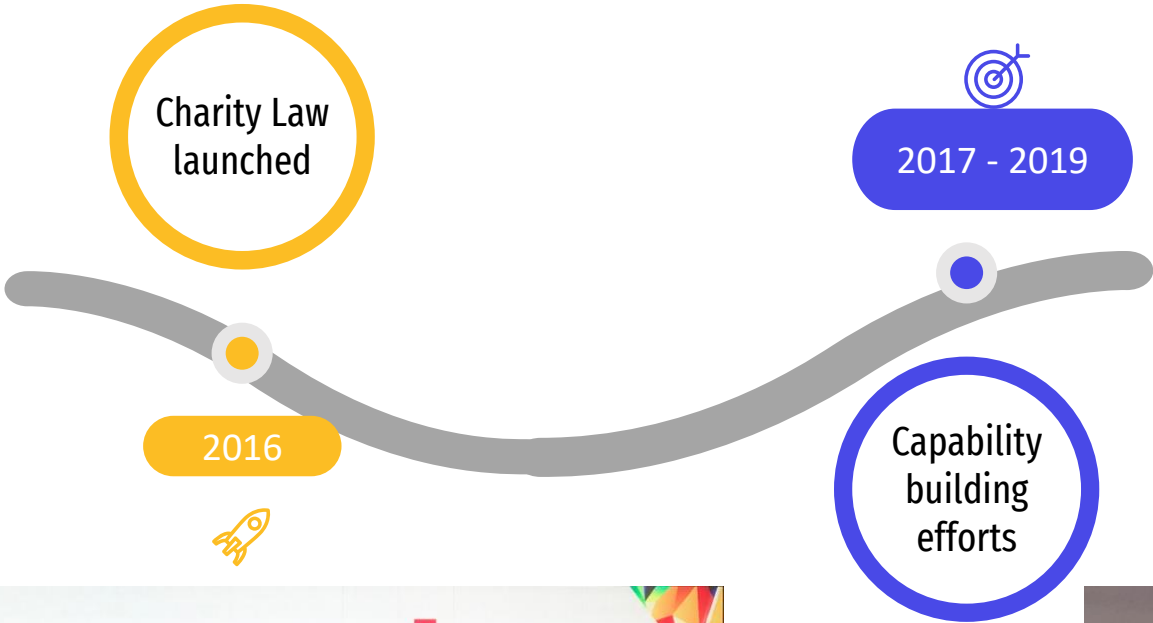 Charity Law
launched
2016
2017 - 2019
Capability
building
efforts